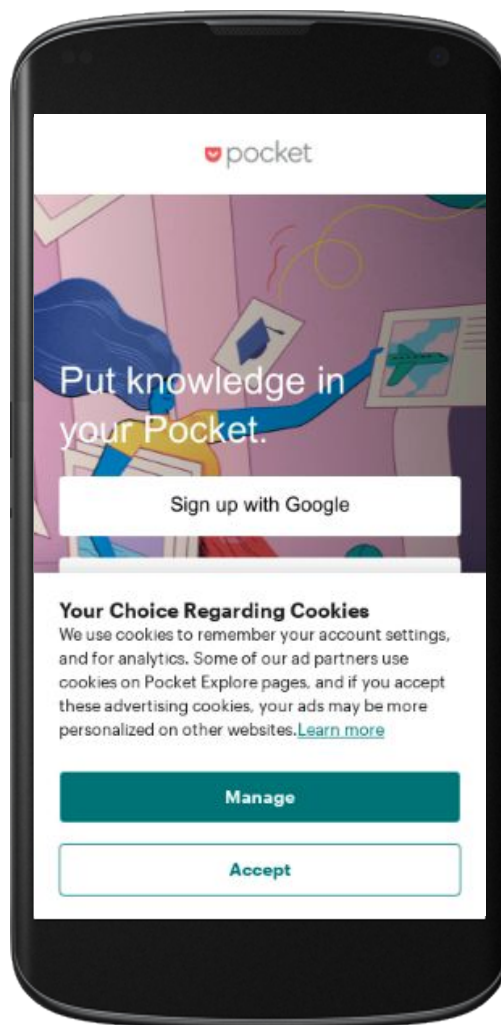 pocket
Put knowledge in
your Pocket.
Sign up with Google
Your Choice Regarding Cookies
We use cookies to remember your account settings,
and for analytics. Some of our ad partners use
cookies on Pocket Explore pages, and if you accept
these advertising cookies, your ads may be more
personalized on other websites.Learn more
Manage
Accept